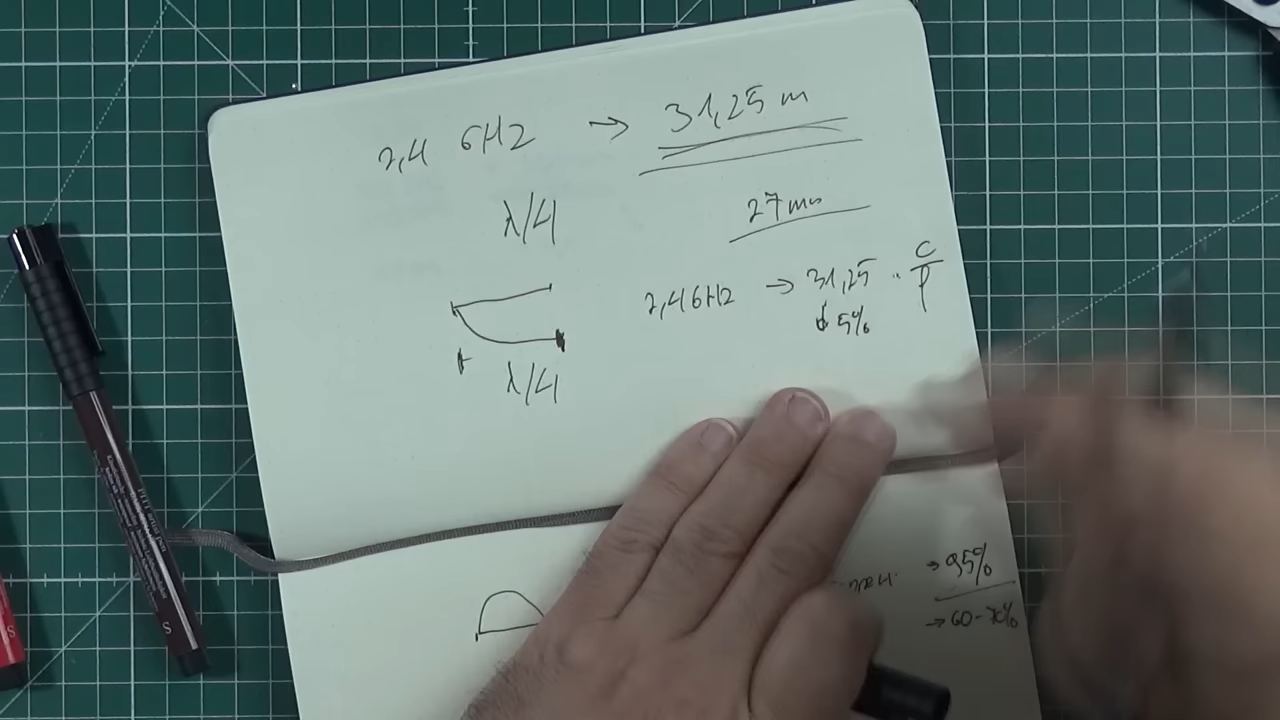 2,4 GHz → 31,25 m
λ/4
27 mm
2,4 GHz → 31,25 · c/f
↓ 5%
λ/4
→ 95%
→ 60-70%
S
S